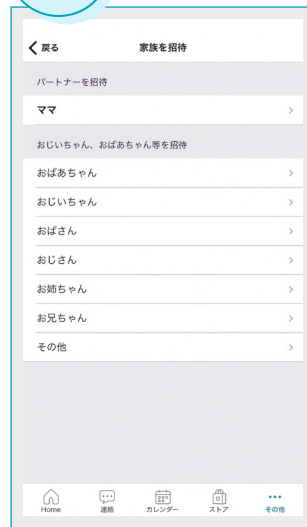 戻る 家族を招待
パートナーを招待
ママ
おじいちゃん、おばあちゃん等を招待
おばあちゃん
おじいちゃん
おばさん
おじさん
お姉ちゃん
お兄ちゃん
その他
Home 連絡 カレンダー ストア その他